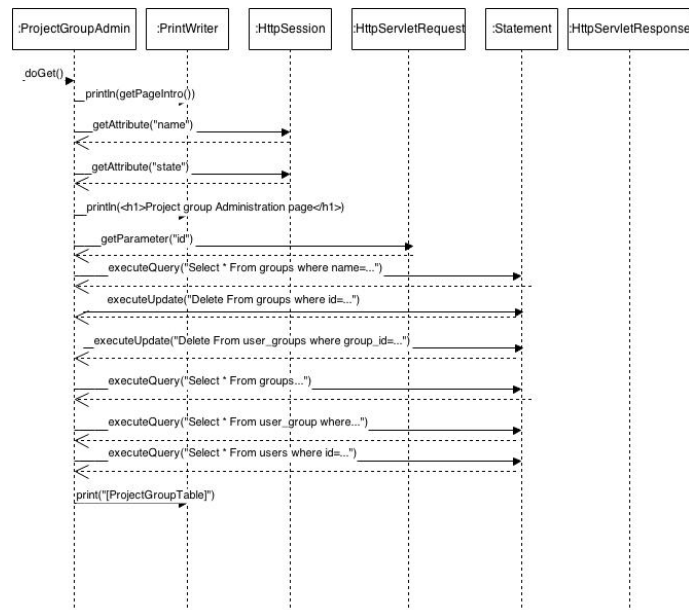 :ProjectGroupAdmin
:PrintWriter
:HttpSession
:HttpServletRequest
:Statement
:HttpServletResponse
doGet()
println(getPageIntro())
getAttribute("name")
getAttribute("state")
println(<h1>Project group Administration page</h1>)
getParameter("id")
executeQuery("Select * From groups where name=...")
executeUpdate("Delete From groups where id=...")
executeUpdate("Delete From user_groups where group_id=...")
executeQuery("Select * From groups...")
executeQuery("Select * From user_group where...")
executeQuery("Select * From users where id=...")
print("[ProjectGroupTable]")